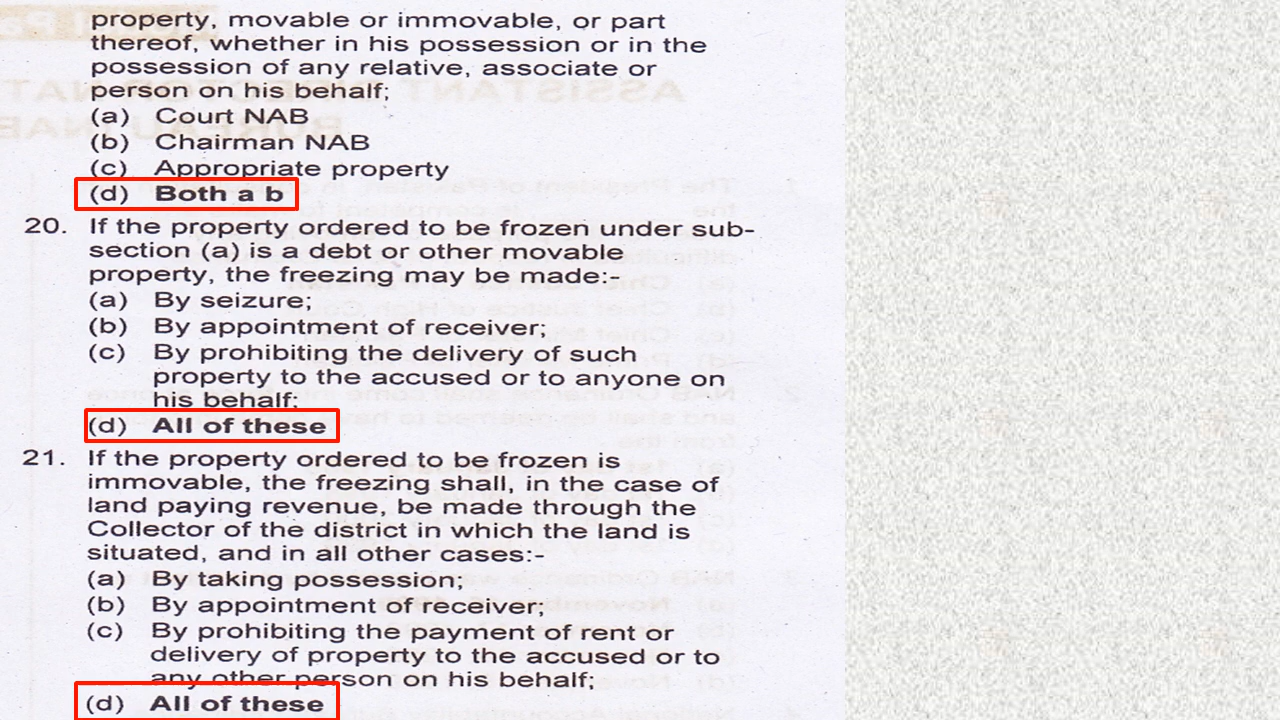 property, movable or immovable, or part
thereof, whether in his possession or in the
possession of any relative, associate or
person on his behalf;
(a) Court NAB
(b) Chairman NAB
(c) Appropriate property
(d) Both a b
20. If the property ordered to be frozen under sub-
section (a) is a debt or other movable
property, the freezing may be made:-
(a) By seizure;
(b) By appointment of receiver;
(c) By prohibiting the delivery of such
property to the accused or to anyone on
his behalf;
(d) All of these
21. If the property ordered to be frozen is
immovable, the freezing shall, in the case of
land paying revenue, be made through the
Collector of the district in which the land is
situated, and in all other cases:-
(a) By taking possession;
(b) By appointment of receiver;
(c) By prohibiting the payment of rent or
delivery of property to the accused or to
any other person on his behalf;
(d) All of these